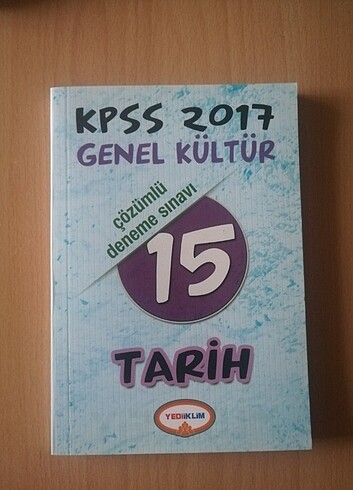 KPSS 2017
GENEL KÜLTÜR
çözümlü
deneme sınavı
15
TARİH
YEDİİKLİM